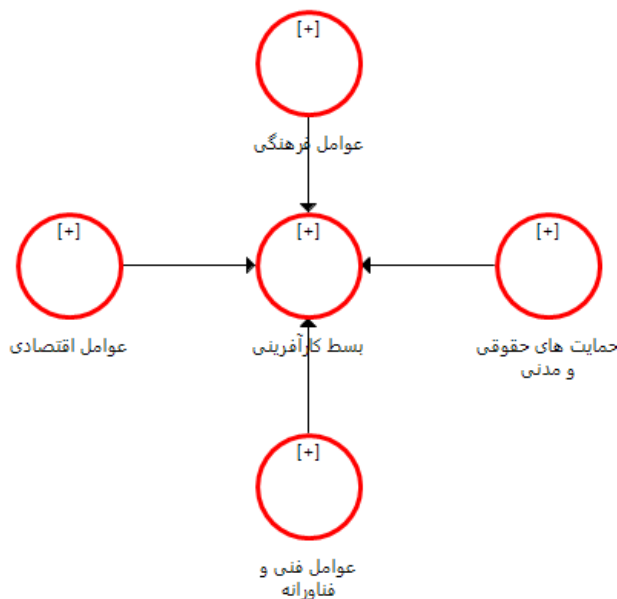 [+]
عوامل فرهنگی
[+]
[+]
[+]
عوامل اقتصادی
بسط کارآفرینی
حمایت های حقوقی
و مدنی
[+]
عوامل فنی و
فناورانه